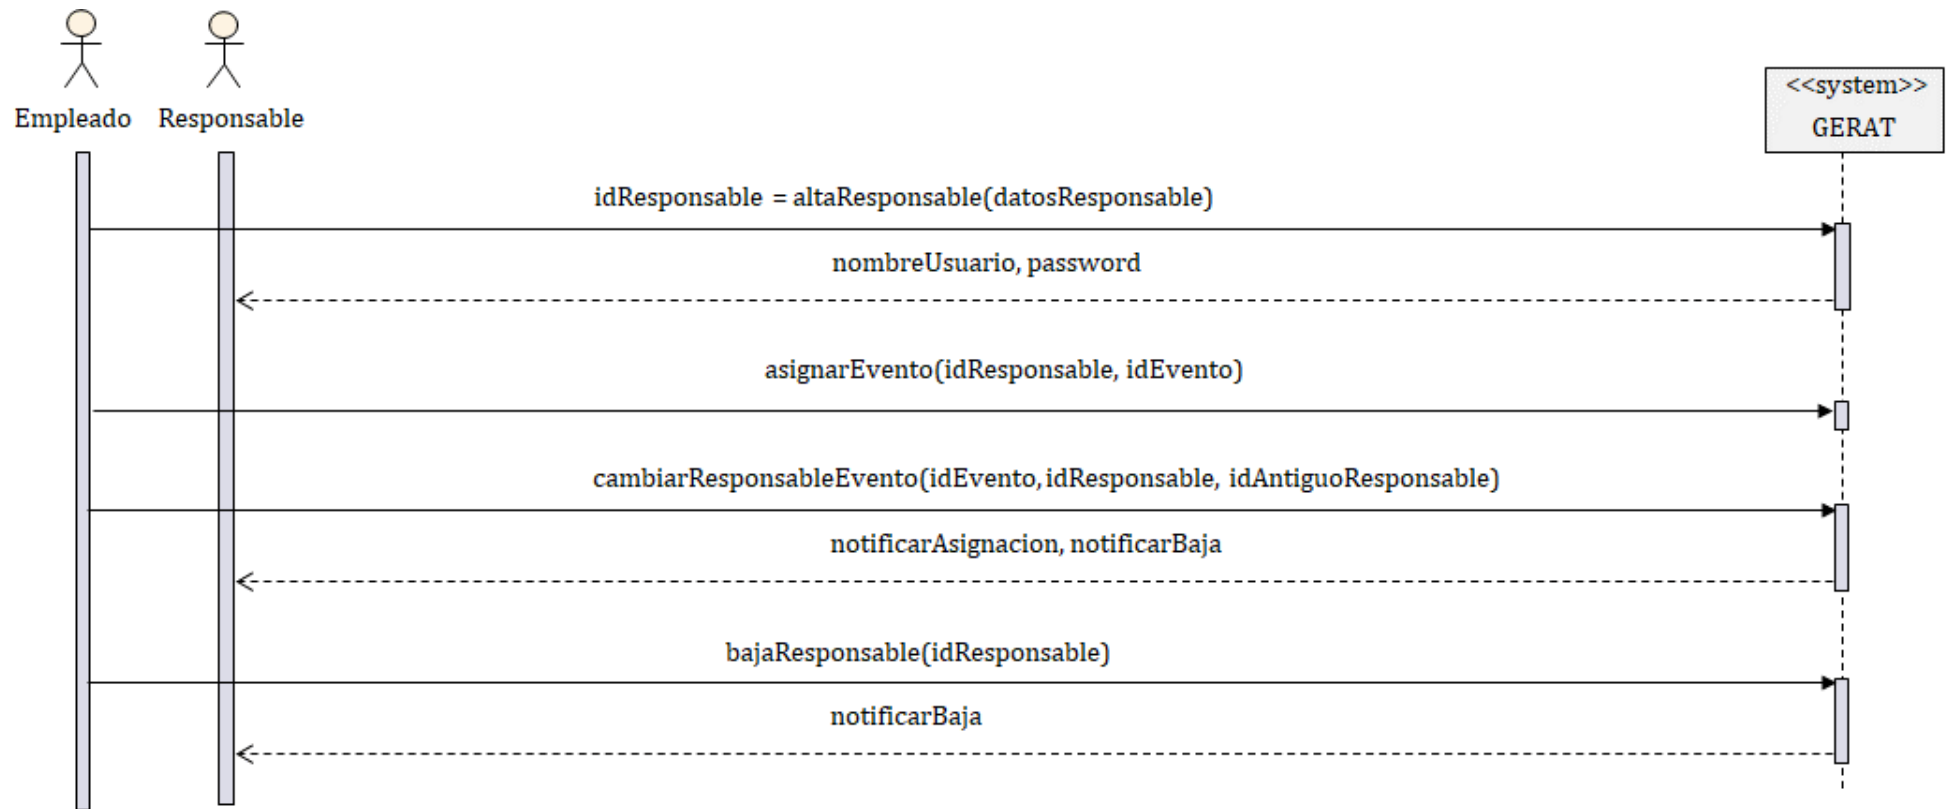 Empleado
Responsable
<<system>>
GERAT
idResponsable = altaResponsable(datosResponsable)
nombreUsuario, password
asignarEvento(idResponsable, idEvento)
cambiarResponsableEvento(idEvento, idResponsable, idAntiguoResponsable)
notificarAsignacion, notificarBaja
bajaResponsable(idResponsable)
notificarBaja